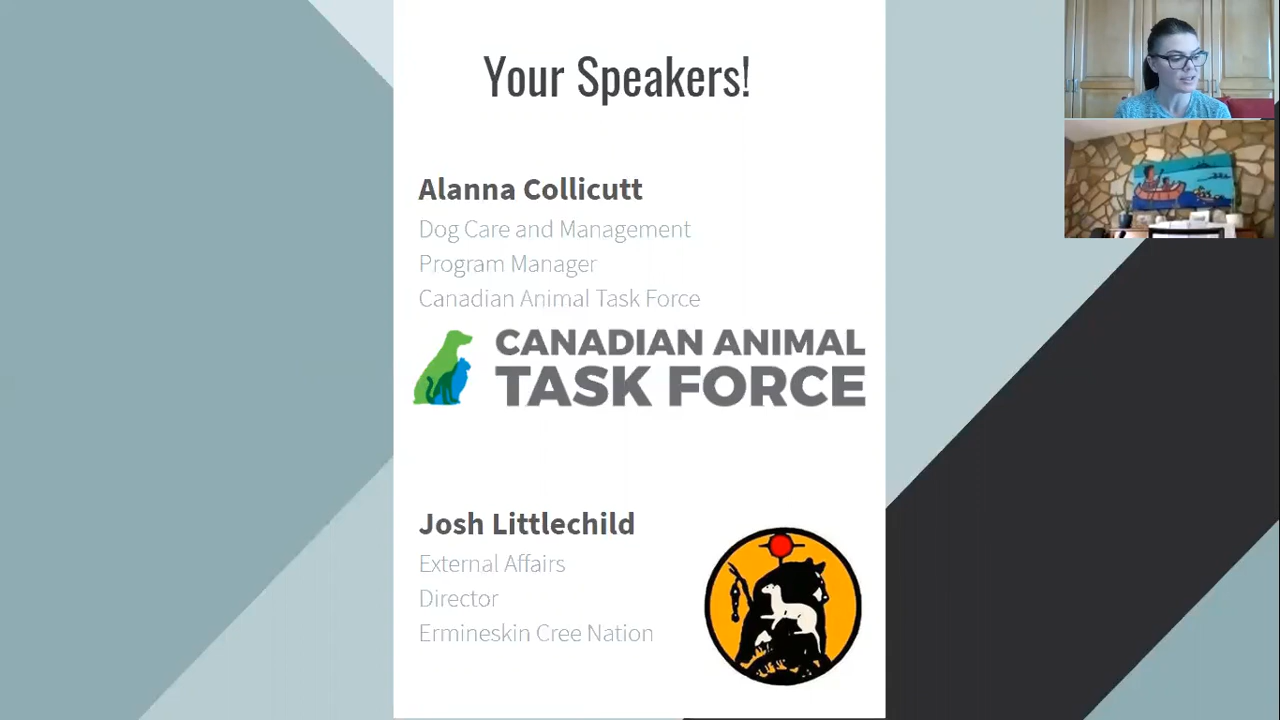 Your Speakers!
Alanna Collicutt
Dog Care and Management
Program Manager
Canadian Animal Task Force
CANADIAN ANIMAL
TASK FORCE
Josh Littlechild
External Affairs
Director
Ermineskin Cree Nation